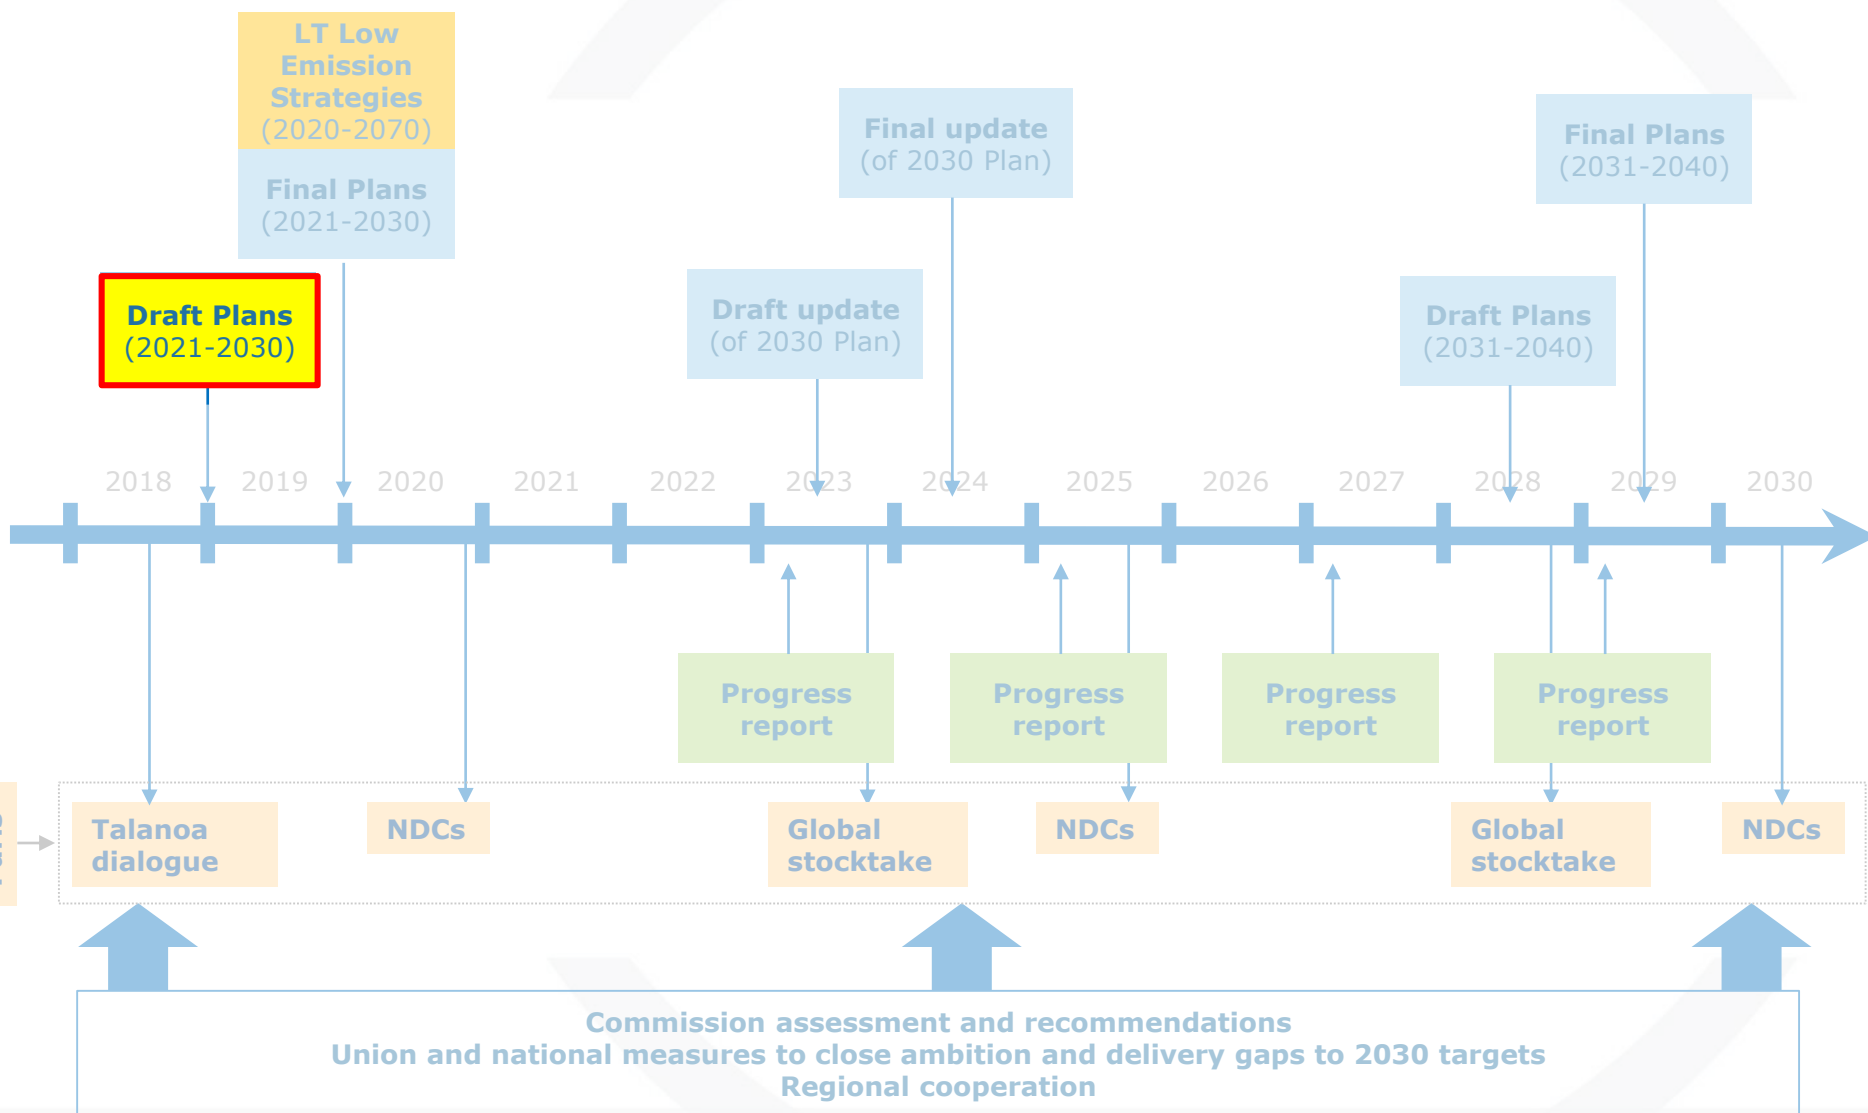 LT Low
Emission
Strategies
(2020-2070)
Final Plans
(2021-2030)
Draft Plans
(2021-2030)
Final update
(of 2030 Plan)
Draft update
(of 2030 Plan)
Final Plans
(2031-2040)
Draft Plans
(2031-2040)
2018 2019 2020 2021 2022 2023 2024 2025 2026 2027 2028 2029 2030
Progress
report
Progress
report
Progress
report
Progress
report
Talanoa
dialogue
NDCs
Global
stocktake
NDCs
Global
stocktake
NDCs
Commission assessment and recommendations
Union and national measures to close ambition and delivery gaps to 2030 targets
Regional cooperation